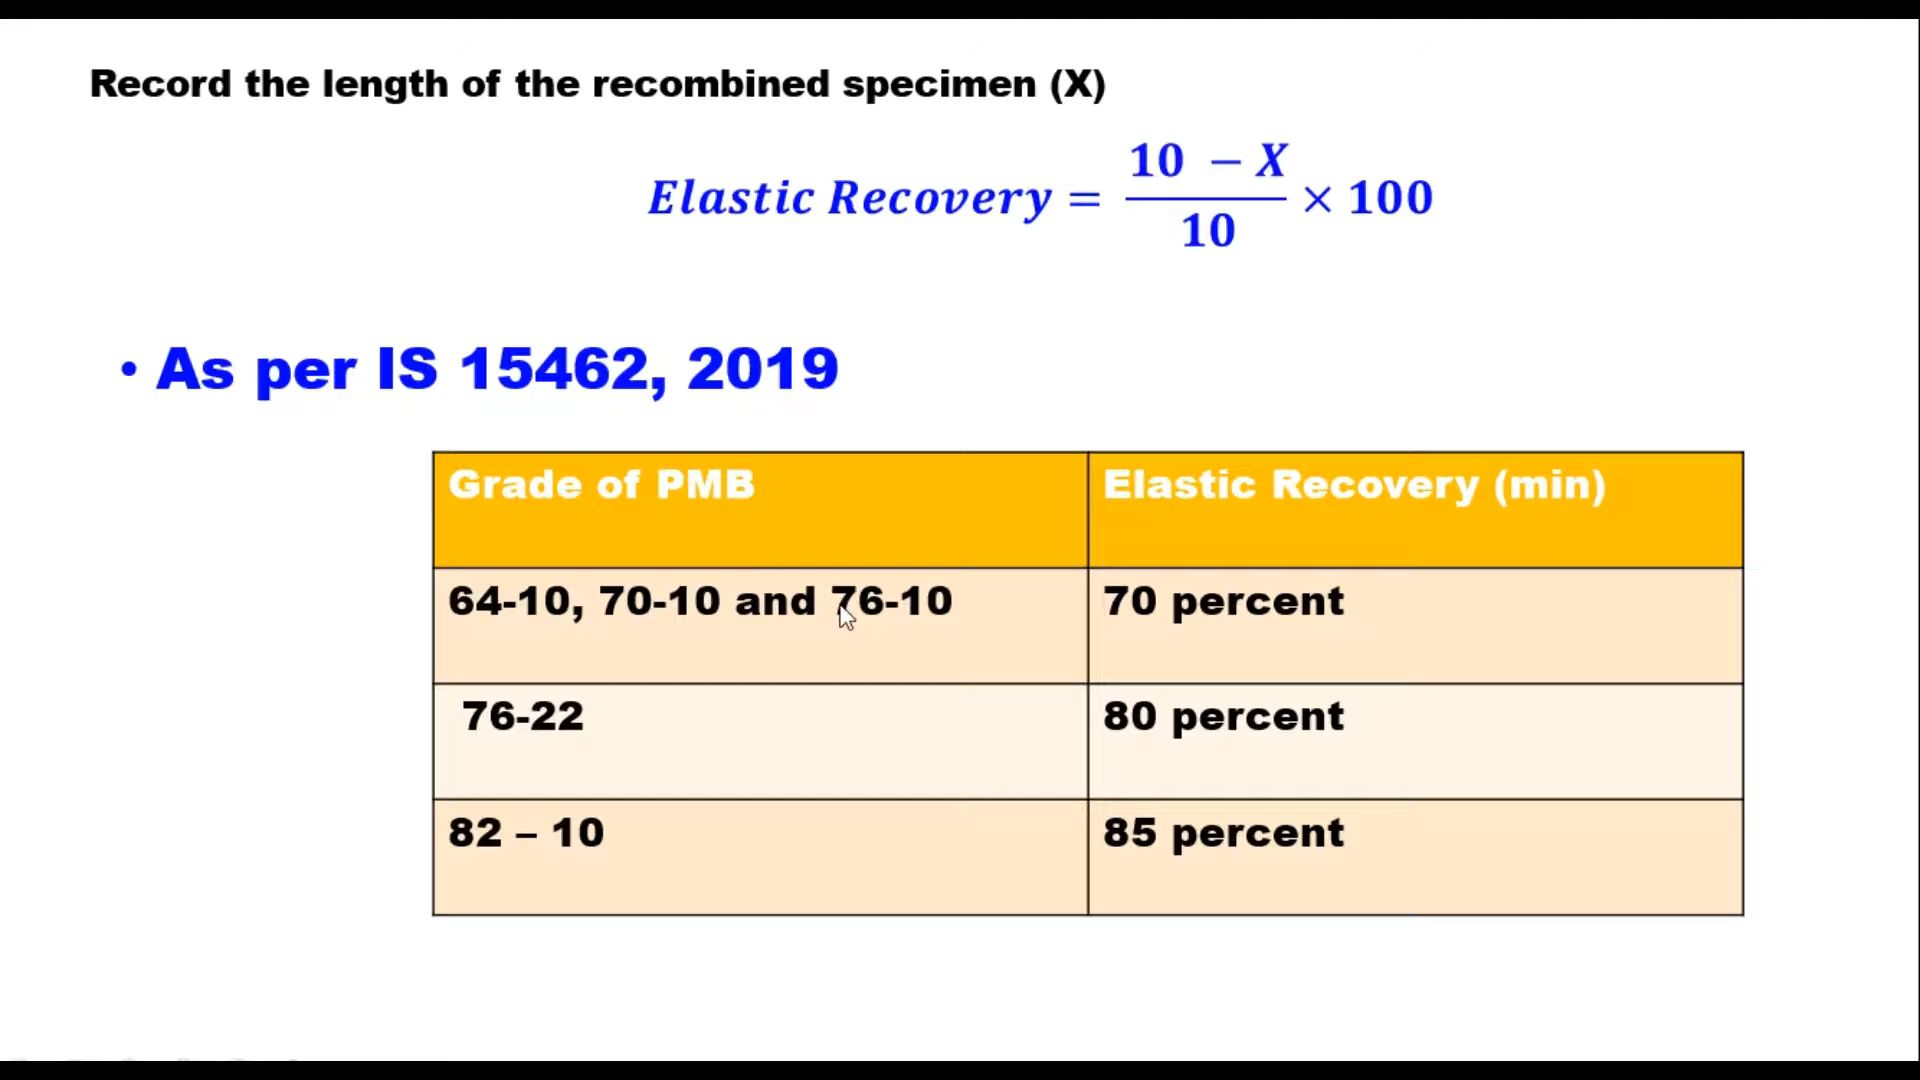 Record the length of the recombined specimen (X)
Elastic Recovery = 10 − X / 10 × 100
• As per IS 15462, 2019
Grade of PMB
Elastic Recovery (min)
64-10, 70-10 and 76-10
70 percent
76-22
80 percent
82 – 10
85 percent